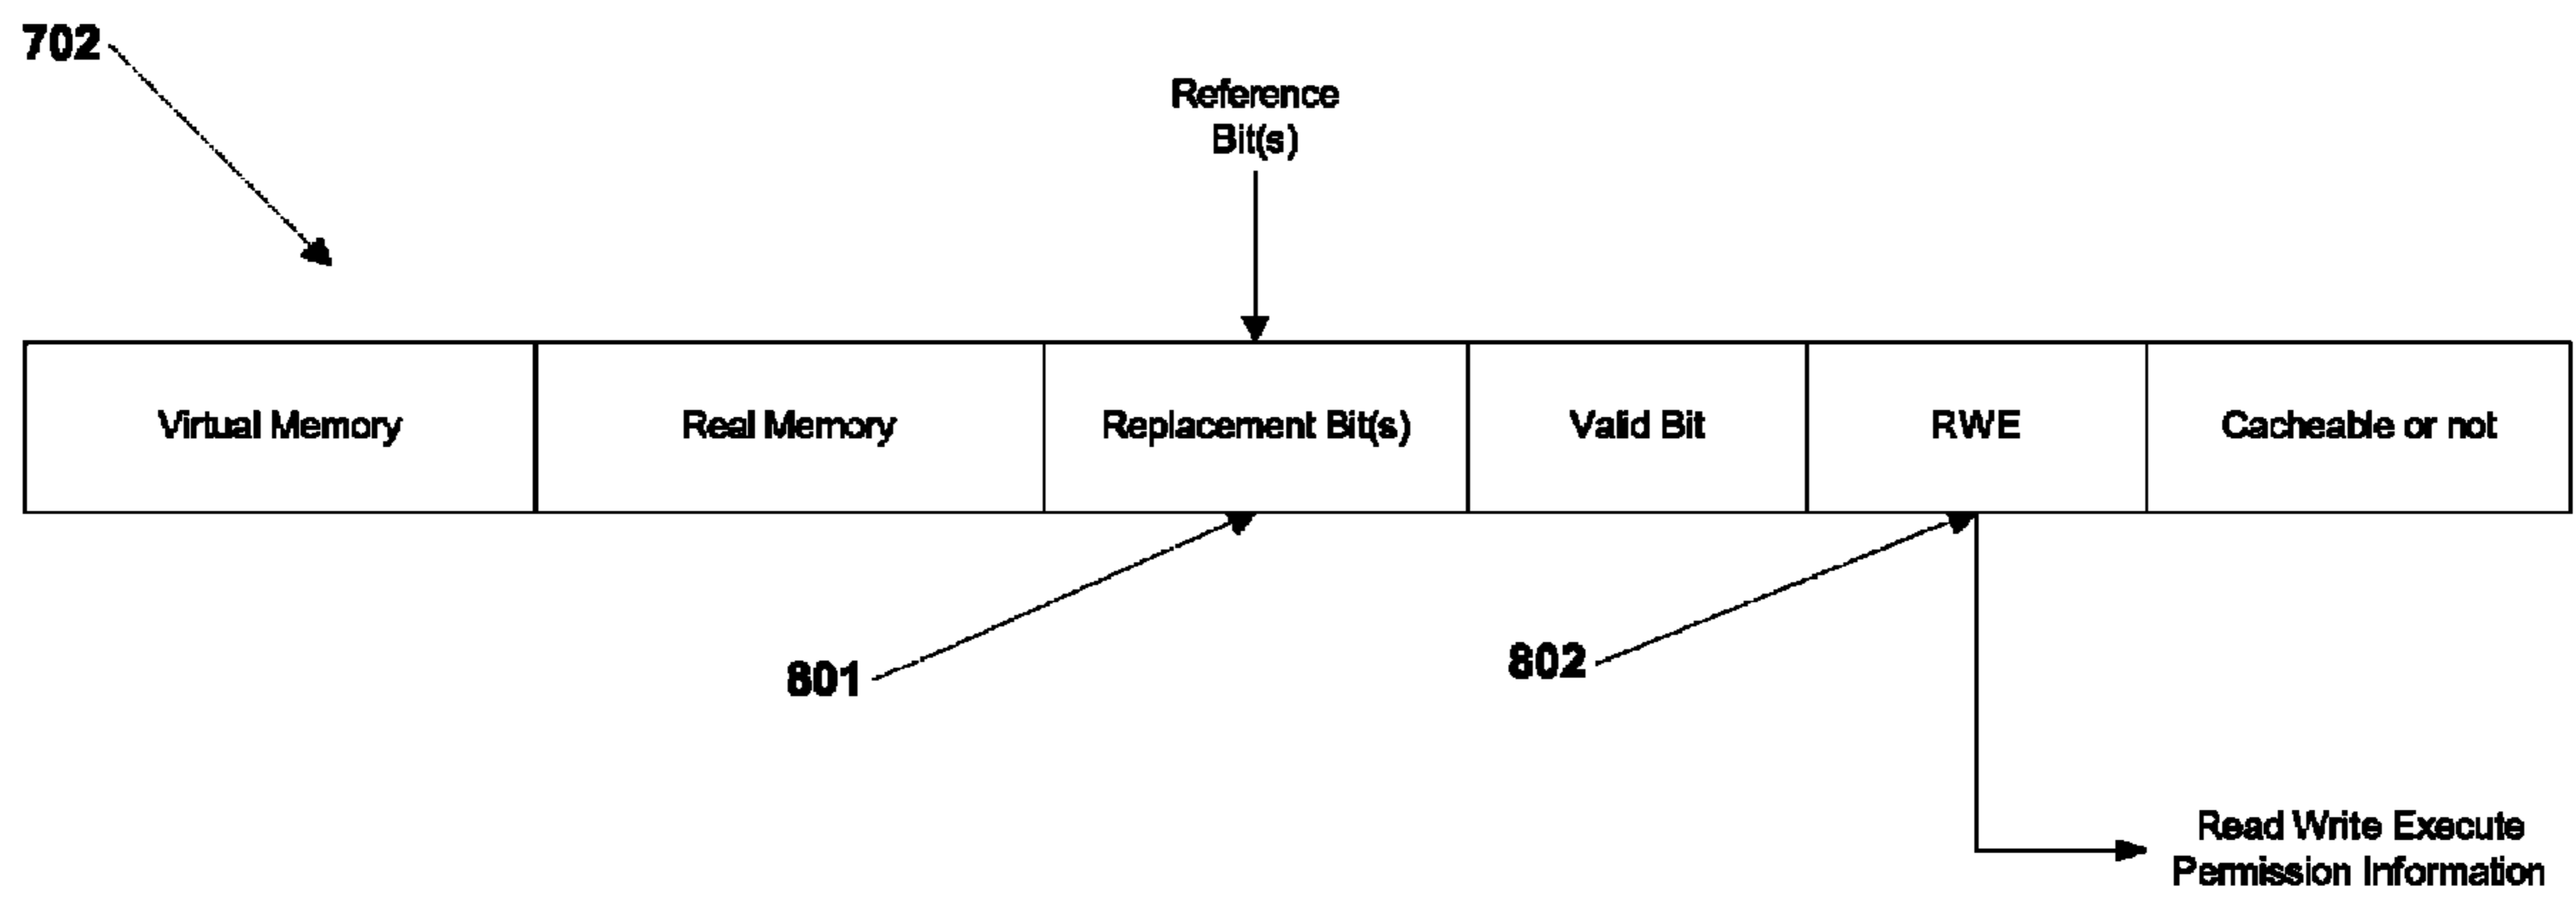 702
Reference
Bit(s)
Virtual Memory
Real Memory
Replacement Bit(s)
Valid Bit
RWE
Cacheable or not
801
802
Read Write Execute
Permission Information